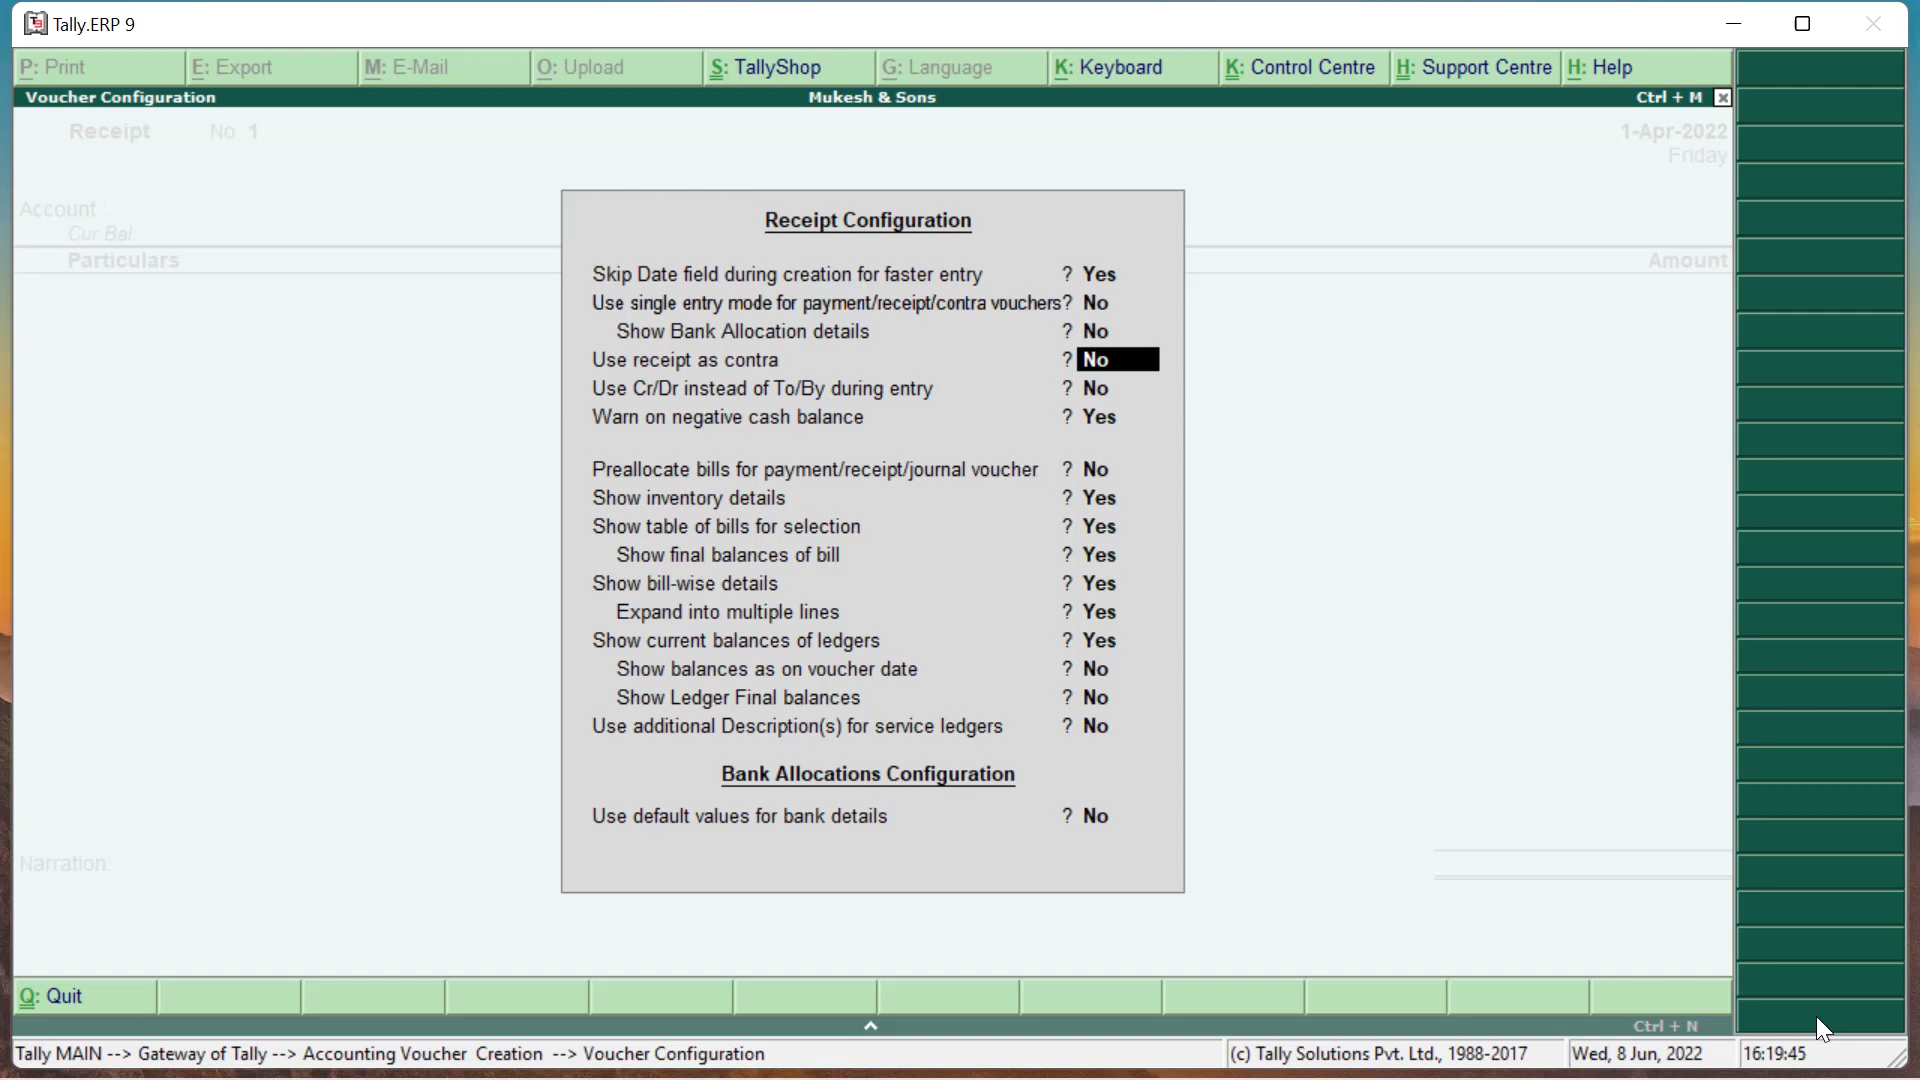 Tally.ERP 9
P: Print E: Export M: E-Mail O: Upload S: TallyShop G: Language K: Keyboard K: Control Centre H: Support Centre H: Help
Voucher Configuration Mukesh & Sons Ctrl + M
Receipt No 1 1-Apr-2022
Friday
Account :
Cur Bal:
Particulars Amount
Receipt Configuration
Skip Date field during creation for faster entry ? Yes
Use single entry mode for payment/receipt/contra vouchers? No
Show Bank Allocation details ? No
Use receipt as contra ? No
Use Cr/Dr instead of To/By during entry ? No
Warn on negative cash balance ? Yes
Preallocate bills for payment/receipt/journal voucher ? No
Show inventory details ? Yes
Show table of bills for selection ? Yes
Show final balances of bill ? Yes
Show bill-wise details ? Yes
Expand into multiple lines ? Yes
Show current balances of ledgers ? Yes
Show balances as on voucher date ? No
Show Ledger Final balances ? No
Use additional Description(s) for service ledgers ? No
Bank Allocations Configuration
Use default values for bank details ? No
Narration:
Q: Quit
Ctrl + N
Tally MAIN --> Gateway of Tally --> Accounting Voucher Creation --> Voucher Configuration (c) Tally Solutions Pvt. Ltd., 1988-2017 Wed, 8 Jun, 2022 16:19:45